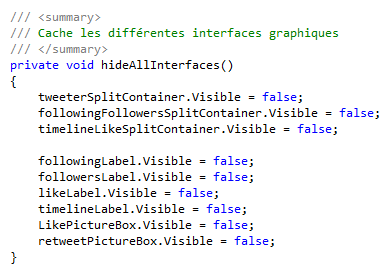 /// <summary>
/// Cache les différentes interfaces graphiques
/// </summary>
private void hideAllInterfaces()
{
    tweeterSplitContainer.Visible = false;
    followingFollowersSplitContainer.Visible = false;
    timelineLikeSplitContainer.Visible = false;

    followingLabel.Visible = false;
    followersLabel.Visible = false;
    likeLabel.Visible = false;
    timelineLabel.Visible = false;
    LikePictureBox.Visible = false;
    retweetPictureBox.Visible = false;
}